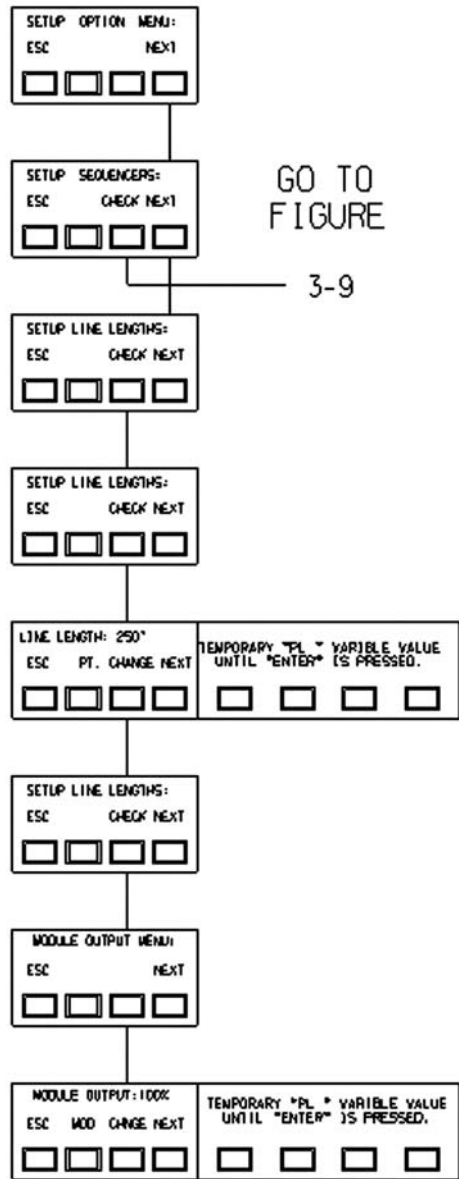 SETUP OPTION MENU:
ESC NEXT
SETUP SEQUENCERS:
ESC CHECK NEXT
GO TO
FIGURE
3-9
SETUP LINE LENGTHS:
ESC CHECK NEXT
SETUP LINE LENGTHS:
ESC CHECK NEXT
LINE LENGTH: 250"
ESC PT. CHANGE NEXT
TEMPORARY "PL " VARIBLE VALUE
UNTIL "ENTER" IS PRESSED.
SETUP LINE LENGTHS:
ESC CHECK NEXT
MODULE OUTPUT MENU:
ESC NEXT
MODULE OUTPUT:100%
ESC MOD CHNGE NEXT
TEMPORARY "PL " VARIBLE VALUE
UNTIL "ENTER" IS PRESSED.